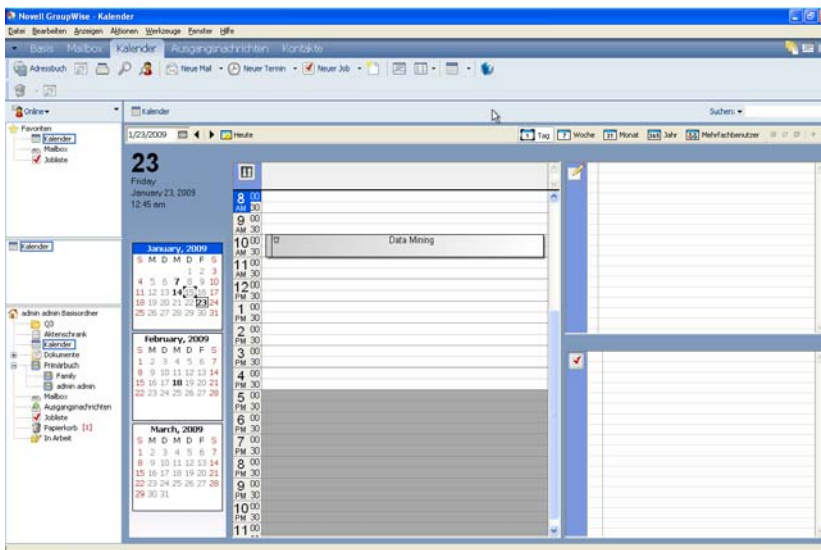 Novell GroupWise - Kalender
Datei Bearbeiten Anzeigen Aktionen Werkzeuge Fenster Hilfe
Basis Mailbox Kalender Ausgangsnachrichten Kontakte
Adressbuch Neue Mail Neuer Termin Neuer Job
Online Kalender Suchen:
Favoriten
Kalender
Mailbox
Jobliste
1/23/2009 Heute
Tag Woche Monat Jahr Mehrfachbenutzer
23
Friday
January 23, 2009
12:45 am
Kalender
January, 2009
S M D M D F S
1 2 3
4 5 6 7 8 9 10
11 12 13 14 15 16 17
18 19 20 21 22 23 24
25 26 27 28 29 30 31
February, 2009
S M D M D F S
1 2 3 4 5 6 7
8 9 10 11 12 13 14
15 16 17 18 19 20 21
22 23 24 25 26 27 28
March, 2009
S M D M D F S
1 2 3 4 5 6 7
8 9 10 11 12 13 14
15 16 17 18 19 20 21
22 23 24 25 26 27 28
29 30 31
admin admin Basisordner
Q3
Aktenschrank
Kalender
Dokumente
Primärbuch
Family
admin admin
Mailbox
Ausgangsnachrichten
Jobliste
Papierkorb [1]
In Arbeit
8 00
AM 30
9 00
AM 30
10 00 Data Mining
AM 30
11 00
AM 30
12 00
PM 30
1 00
PM 30
2 00
PM 30
3 00
PM 30
4 00
PM 30
5 00
PM 30
6 00
PM 30
7 00
PM 30
8 00
PM 30
9 00
PM 30
10 00
PM 30
11 00